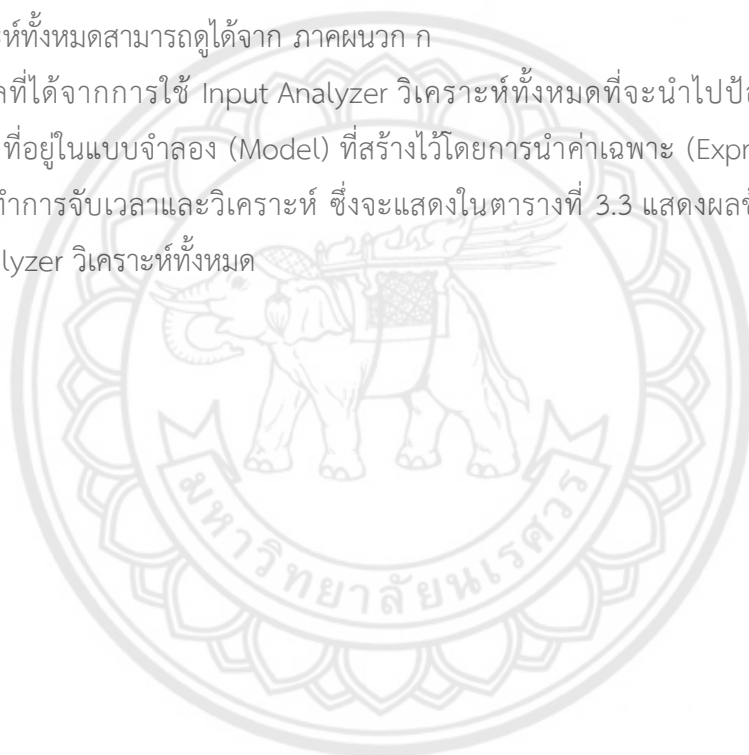 ะห์ทั้งหมดสามารถดูได้จาก ภาคผนวก ก
ลที่ได้จากการใช้ Input Analyzer วิเคราะห์ทั้งหมดที่จะนำไปป้อ
ที่อยู่ในแบบจำลอง (Model) ที่สร้างไว้โดยการนำค่าเฉพาะ (Expr
ทำการจับเวลาและวิเคราะห์ ซึ่งจะแสดงในตารางที่ 3.3 แสดงผลข้
lyzer วิเคราะห์ทั้งหมด
มหาวิทยาลัยนเรศวร